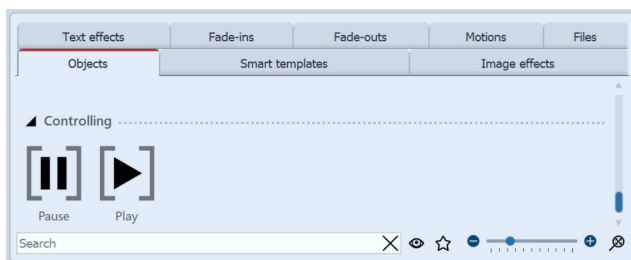 Text effects Fade-ins Fade-outs Motions Files
Objects Smart templates Image effects
Controlling
Pause Play
Search